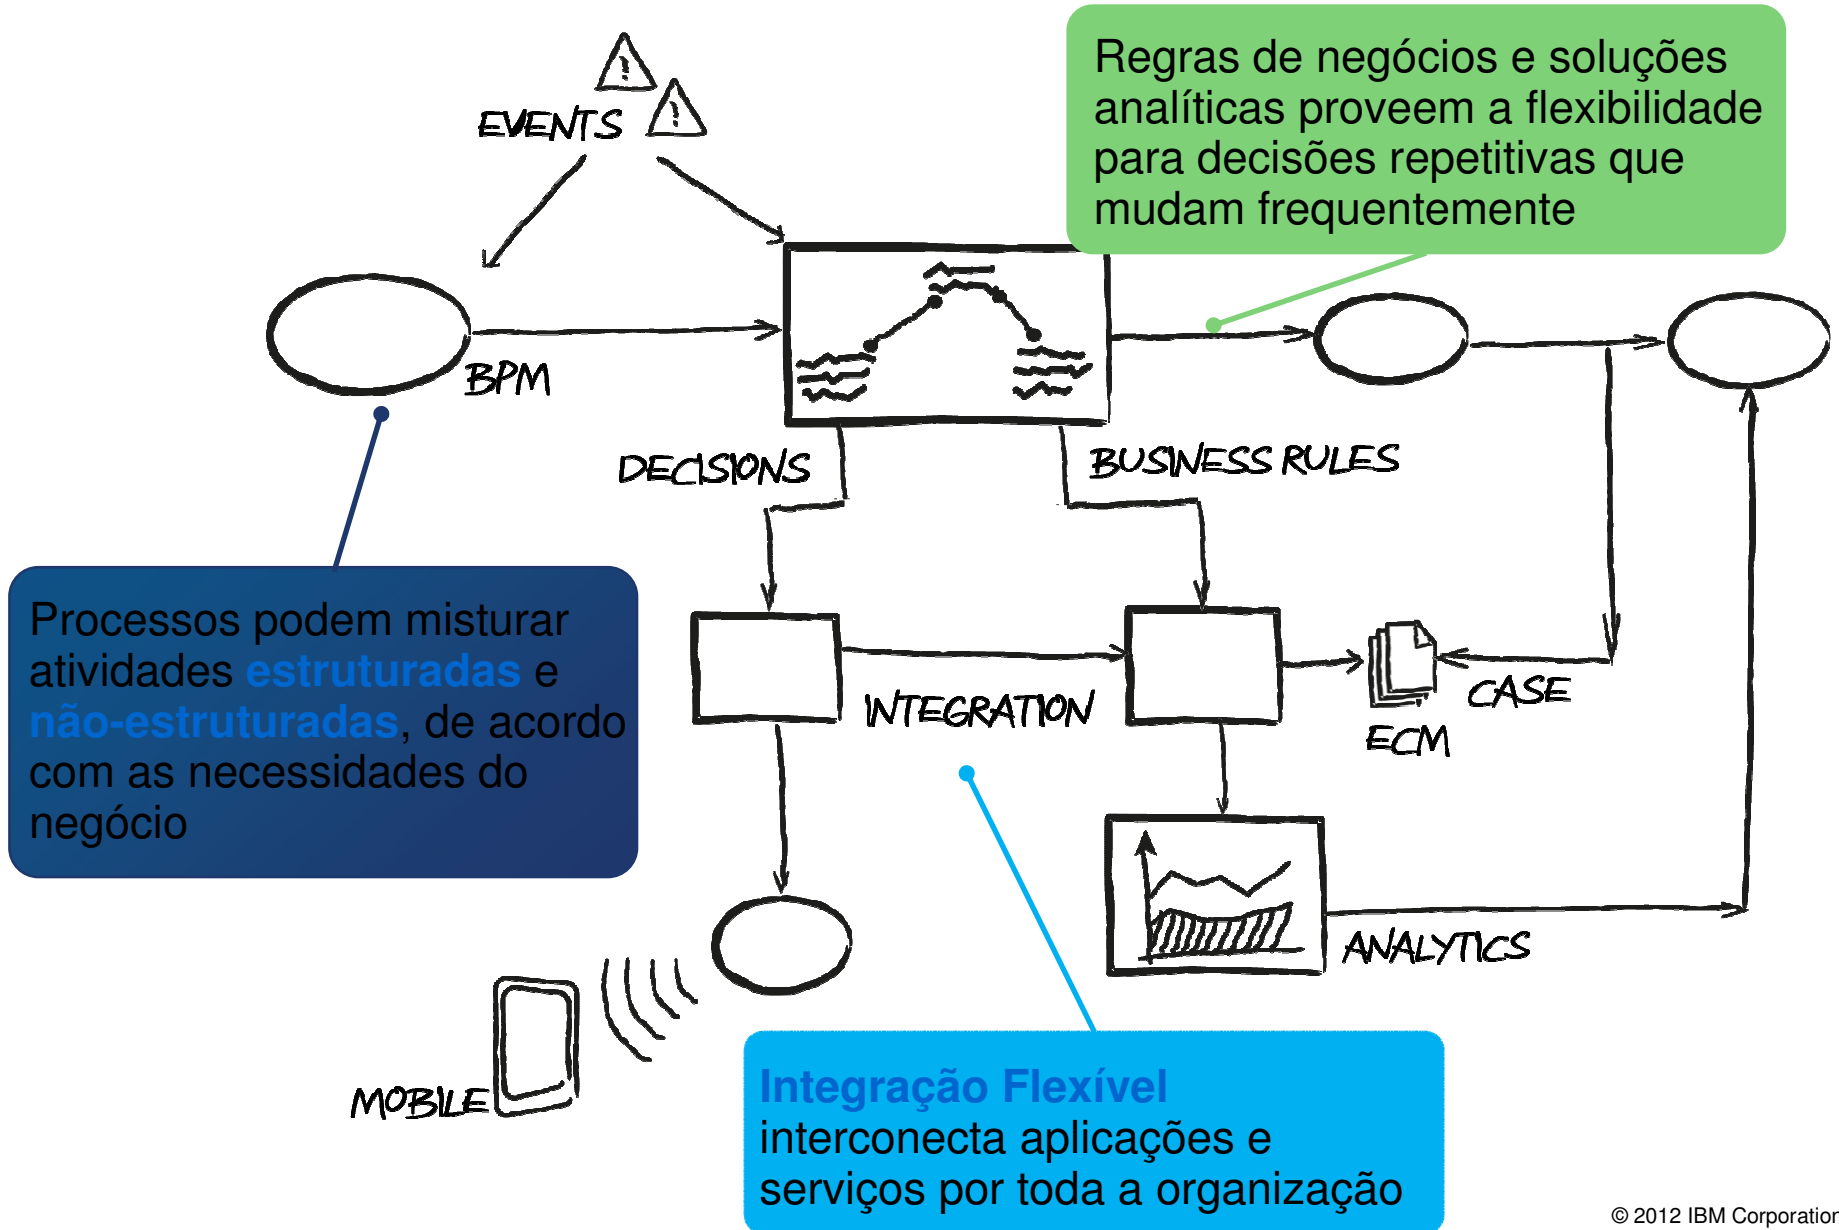 Regras de negócios e soluções
analíticas proveem a flexibilidade
para decisões repetitivas que
mudam frequentemente
EVENTS
BPM
DECISIONS
BUSINESS RULES
Processos podem misturar
atividades estruturadas e
não-estruturadas, de acordo
com as necessidades do
negócio
INTEGRATION
CASE
ECM
ANALYTICS
MOBILE
Integração Flexível
interconecta aplicações e
serviços por toda a organização
© 2012 IBM Corporation